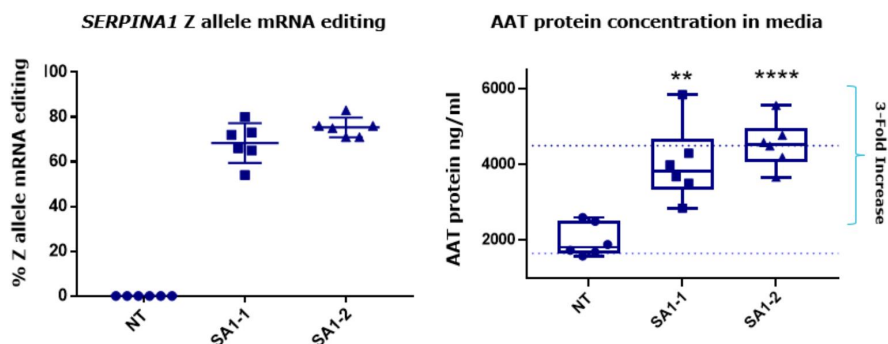 SERPINA1 Z allele mRNA editing
% Z allele mRNA editing
100
80
60
40
20
0
NT
SA1-1
SA1-2
AAT protein concentration in media
AAT protein ng/ml
6000
4000
2000
**
****
NT
SA1-1
SA1-2
3-Fold Increase